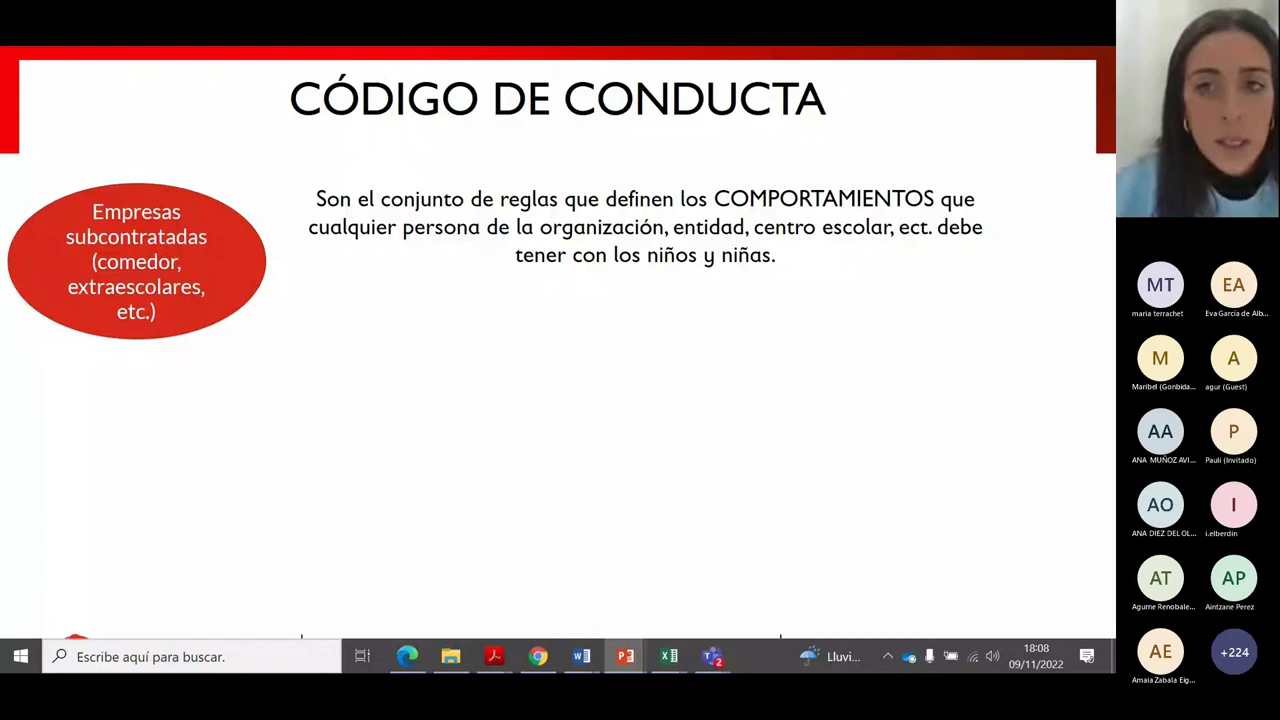 CÓDIGO DE CONDUCTA
Empresas
subcontratadas
(comedor,
extraescolares,
etc.)
Son el conjunto de reglas que definen los COMPORTAMIENTOS que
cualquier persona de la organización, entidad, centro escolar, ect. debe
tener con los niños y niñas.
MT
EA
maria terrachet
Eva García de Alb...
M
A
Maribel (Gonbida...
agur (Guest)
AA
P
ANA MUÑOZ AVI...
Pauli (Invitado)
AO
I
ANA DIEZ DEL OL...
i.elberdin
AT
AP
Agurne Renobale...
Aintzane Perez
AE
+224
Amaia Zabala Eig...
Escribe aquí para buscar.
2
Lluvi...
18:08
09/11/2022